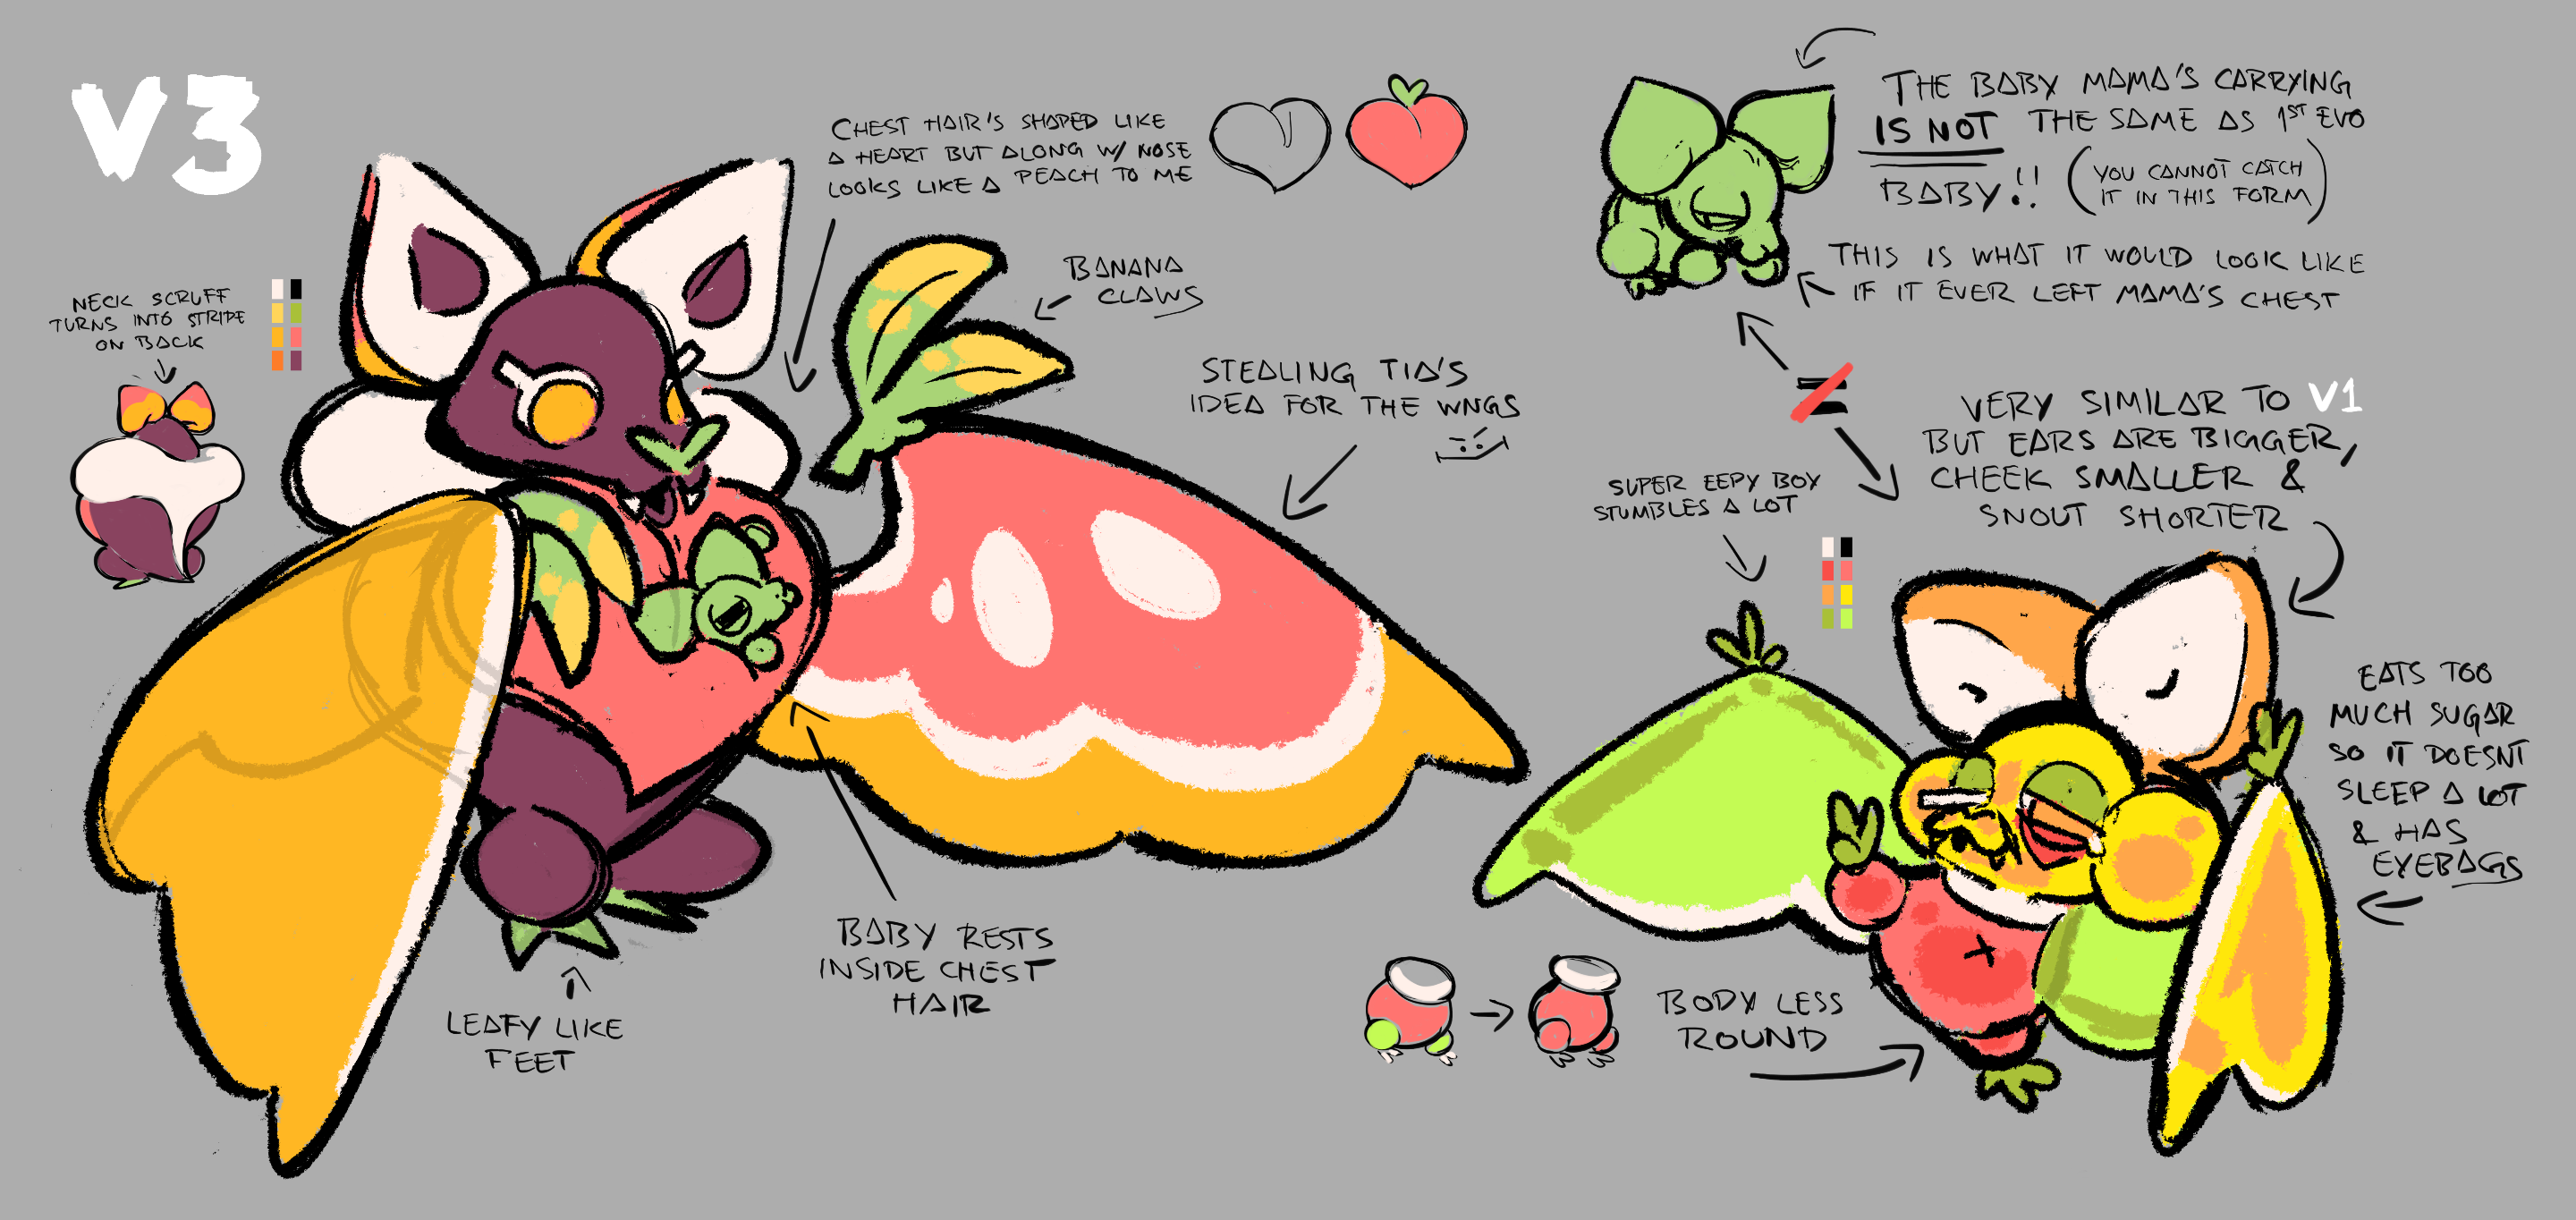 V3
CHEST HAIR'S SHAPED LIKE
A HEART BUT ALONG W/ NOSE
LOOKS LIKE A PEACH TO ME
NECK SCRUFF
TURNS INTO STRIPE
ON BACK
BANANA
CLAWS
STEALING TIA'S
IDEA FOR THE WNGS
BABY RESTS
INSIDE CHEST
HAIR
LEAFY LIKE
FEET
THE BABY MAMA'S CARRYING
IS NOT THE SAME AS 1ST EVO
BABY!! (YOU CANNOT CATCH
IT IN THIS FORM)
THIS IS WHAT IT WOULD LOOK LIKE
IF IT EVER LEFT MAMA'S CHEST
VERY SIMILAR TO V1
BUT EARS ARE BIGGER,
CHEEK SMALLER &
SNOUT SHORTER
SUPER EEPY BOY
STUMBLES A LOT
EATS TOO
MUCH SUGAR
SO IT DOESNT
SLEEP A LOT
& HAS
EYEBAGS
BODY LESS
ROUND